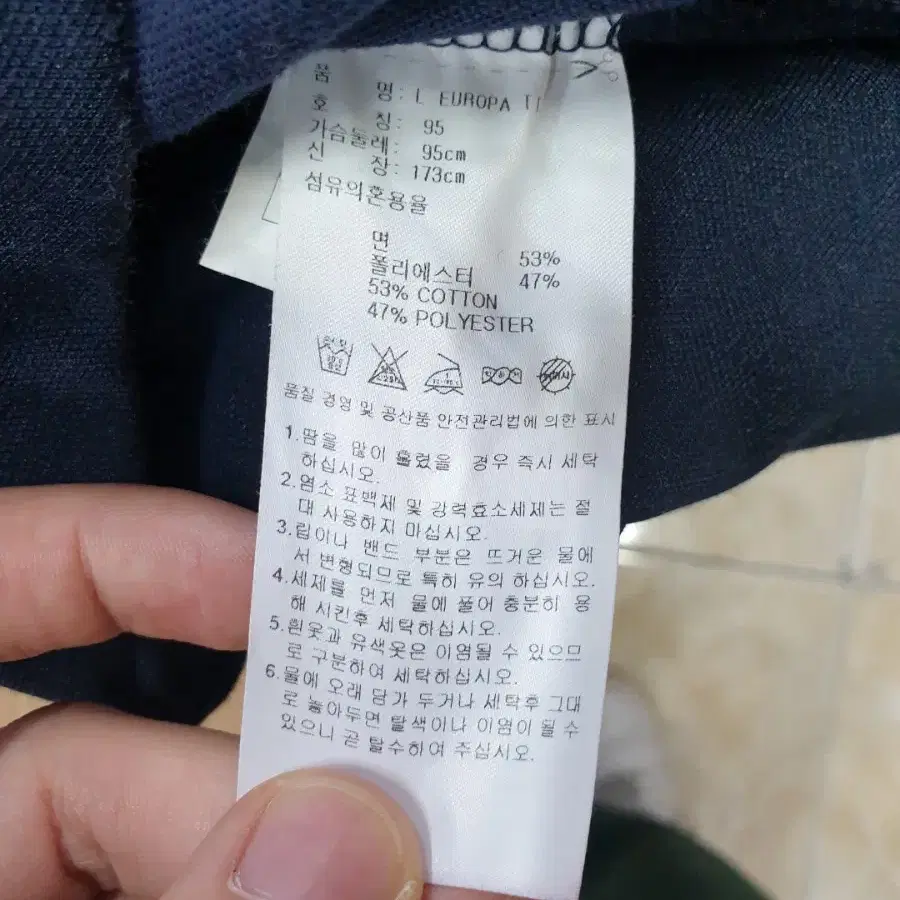 품 명: L EUROPA TI
호 칭: 95
가슴둘레: 95cm
신 장: 173cm
섬유의혼용율
면 53%
폴리에스터 47%
53% COTTON
47% POLYESTER
품질 경영 및 공산품 안전관리법에 의한 표시
1.땀을 많이 흘렸을 경우 즉시 세탁
하십시오.
2.염소 표백제 및 강력효소세제는 절
대 사용하지 마십시오.
3.립이나 밴드 부분은 뜨거운 물에
서 변형되므로 특히 유의 하십시오.
4.세제를 먼저 물에 풀어 충분히 용
해 시킨후 세탁하십시오.
5.흰옷과 유색옷은 이염될 수 있으므
로 구분하여 세탁하십시오.
6.물에 오래 담가 두거나 세탁후 그대
로 놓아두면 탈색이나 이염이 될 수
있으니 곧 탈수하여 주십시오.